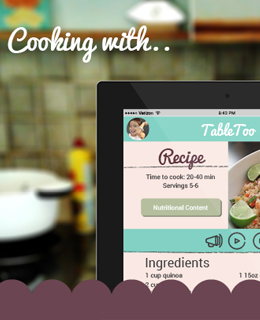 Cooking with..
Verizon
9:43 PM
TableToo
Recipe
Time to cook: 20-40 min
Servings 5-6
Nutritional Content
Ingredients
1 cup quinoa 1 15oz